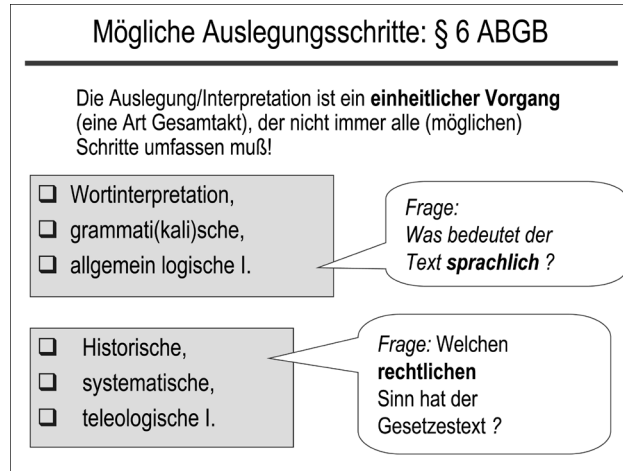 Mögliche Auslegungsschritte: § 6 ABGB
Die Auslegung/Interpretation ist ein einheitlicher Vorgang
(eine Art Gesamtakt), der nicht immer alle (möglichen)
Schritte umfassen muß!
❑ Wortinterpretation,
❑ grammati(kali)sche,
❑ allgemein logische I.
Frage:
Was bedeutet der
Text sprachlich ?
❑ Historische,
❑ systematische,
❑ teleologische I.
Frage: Welchen
rechtlichen
Sinn hat der
Gesetzestext ?